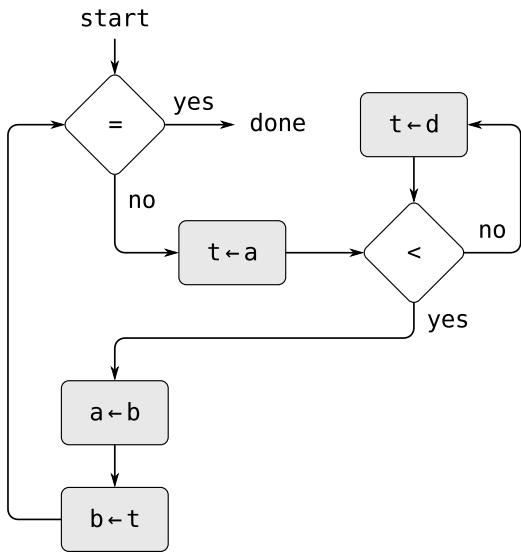 start
=
yes
done
t←d
no
t←a
<
no
yes
a←b
b←t